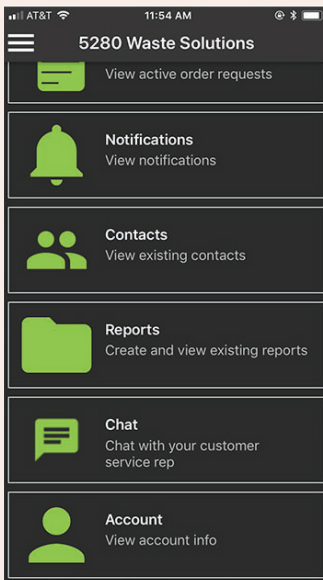 AT&T 11:54 AM
5280 Waste Solutions
View active order requests
Notifications
View notifications
Contacts
View existing contacts
Reports
Create and view existing reports
Chat
Chat with your customer
service rep
Account
View account info